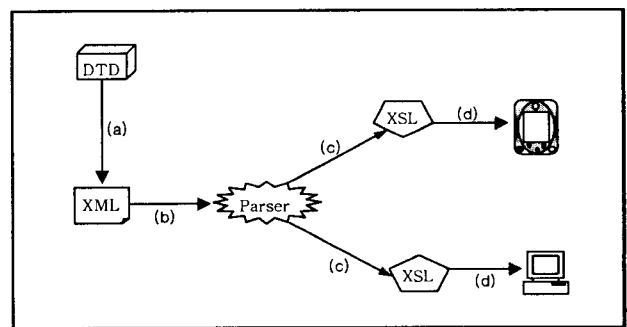 DTD
(a)
XML
(b)
Parser
(c)
XSL
(d)
(c)
XSL
(d)